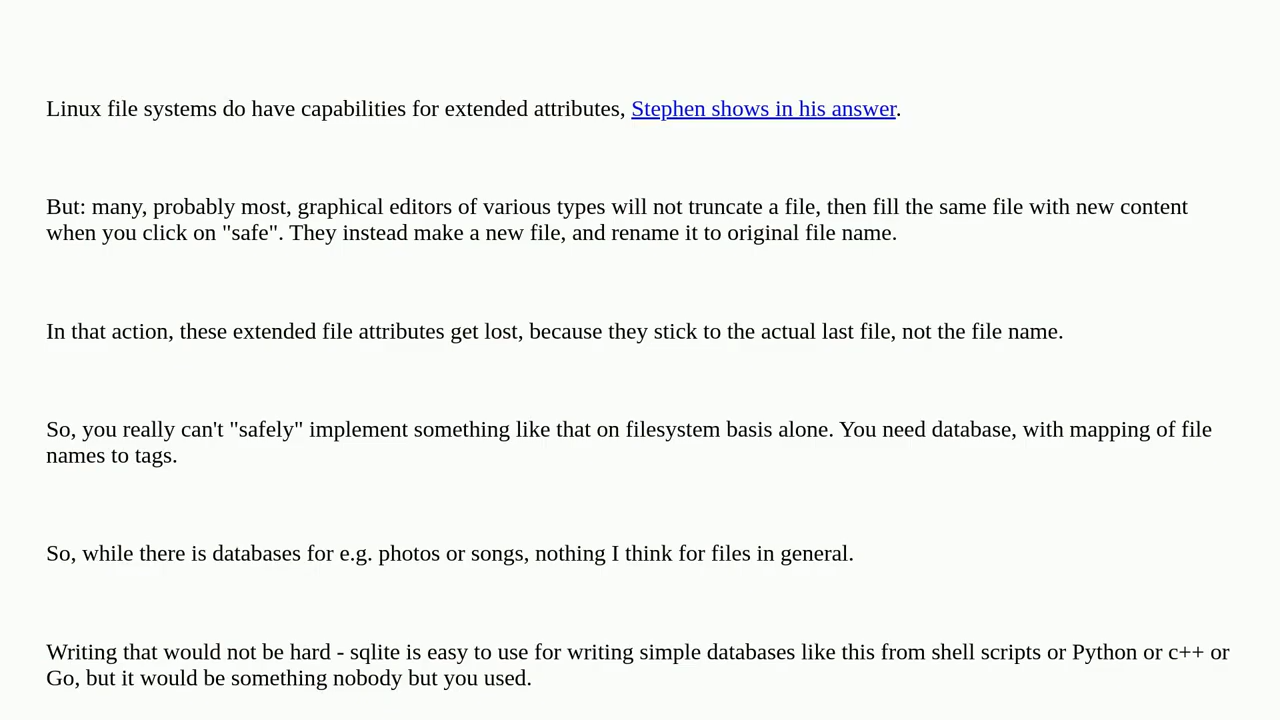 Linux file systems do have capabilities for extended attributes, Stephen shows in his answer.
But: many, probably most, graphical editors of various types will not truncate a file, then fill the same file with new content
when you click on "safe". They instead make a new file, and rename it to original file name.
In that action, these extended file attributes get lost, because they stick to the actual last file, not the file name.
So, you really can't "safely" implement something like that on filesystem basis alone. You need database, with mapping of file
names to tags.
So, while there is databases for e.g. photos or songs, nothing I think for files in general.
Writing that would not be hard - sqlite is easy to use for writing simple databases like this from shell scripts or Python or c++ or
Go, but it would be something nobody but you used.